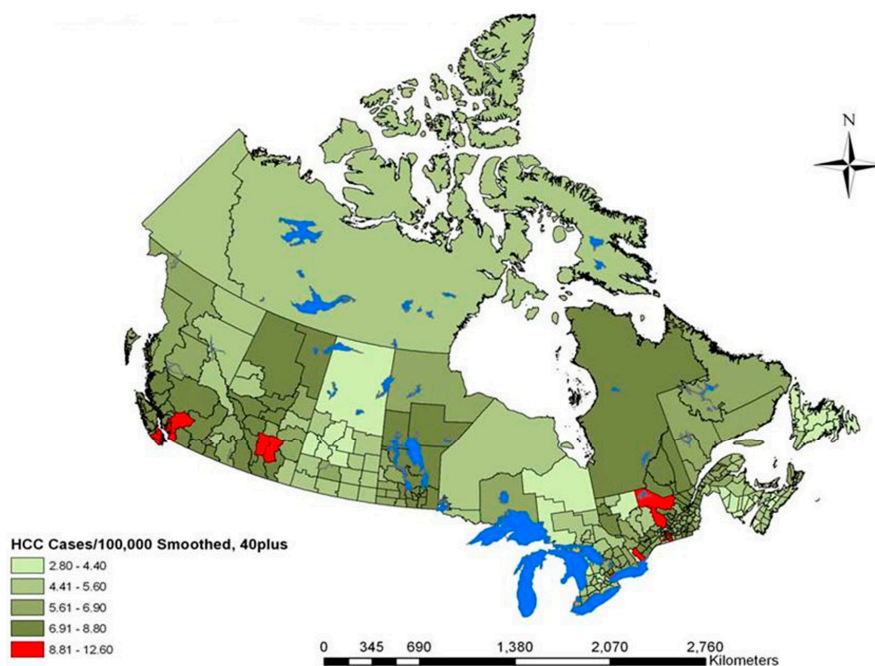 N
HCC Cases/100,000 Smoothed, 40plus
2.80 - 4.40
4.41 - 5.60
5.61 - 6.90
6.91 - 8.80
8.81 - 12.60
0 345 690 1,380 2,070 2,760
Kilometers